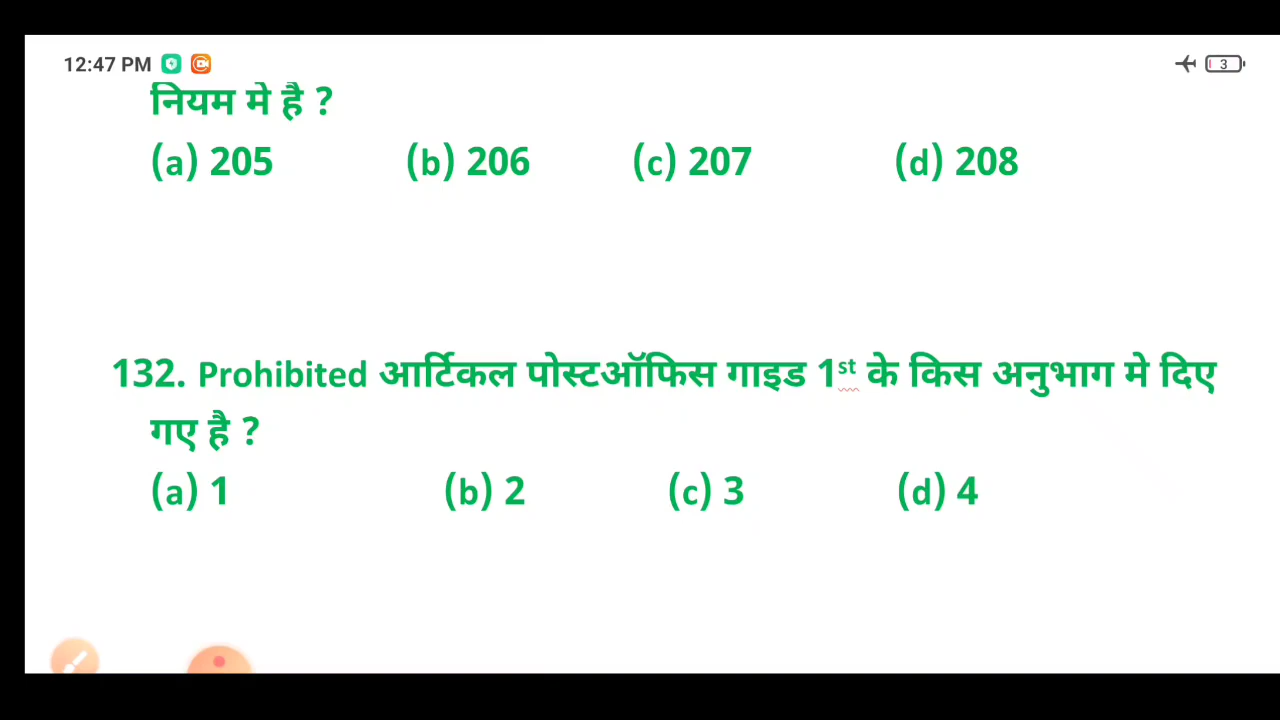 12:47 PM 3
नियम मे है ?
(a) 205 (b) 206 (c) 207 (d) 208
132. Prohibited आर्टिकल पोस्टऑफिस गाइड 1st के किस अनुभाग मे दिए
गए है ?
(a) 1 (b) 2 (c) 3 (d) 4